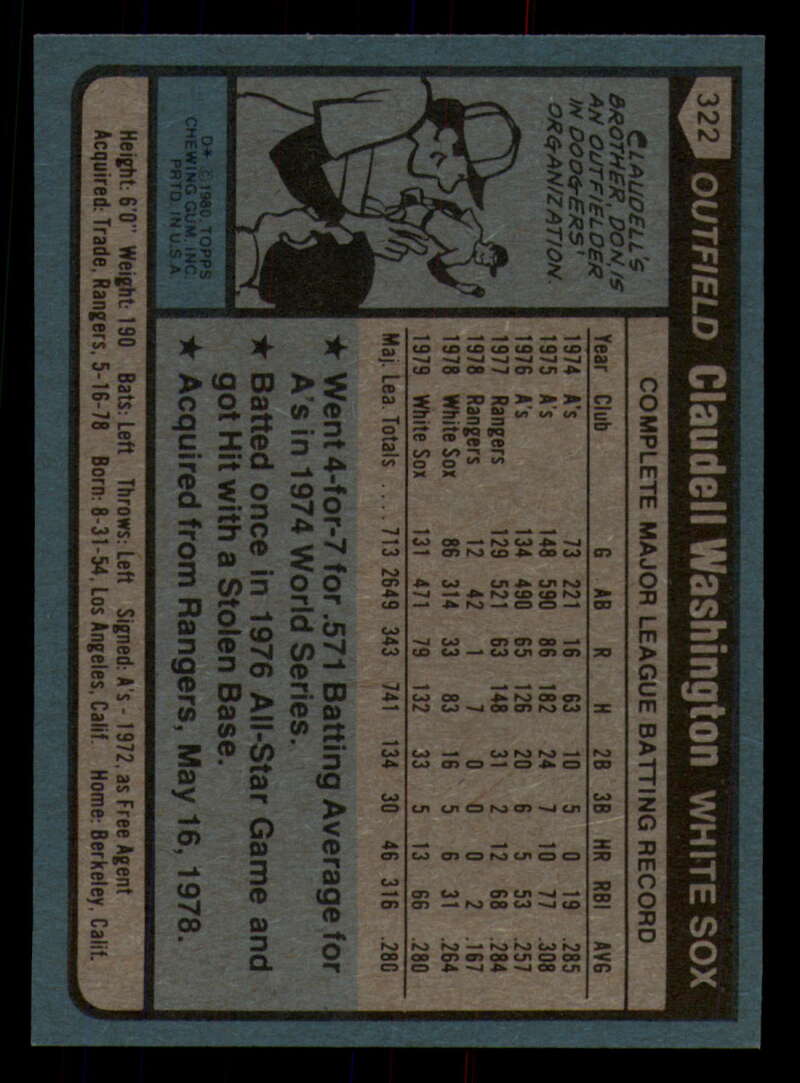 322 OUTFIELD Claudell Washington WHITE SOX
CLAUDELL'S
BROTHER, DON, IS
AN OUTFIELDER
IN DODGERS'
ORGANIZATION.
D* © 1980 TOPPS
CHEWING GUM, INC.
PRTD. IN U.S.A.
COMPLETE MAJOR LEAGUE BATTING RECORD
Year Club G AB R H 2B 3B HR RBI AVG
1974 A's 73 221 16 63 10 5 0 19 .285
1975 A's 148 590 86 182 24 7 10 77 .308
1976 A's 134 490 65 126 20 6 5 53 .257
1977 Rangers 129 521 63 148 31 2 12 68 .284
1978 Rangers 12 42 1 7 0 0 0 2 .167
1978 White Sox 86 314 33 83 16 5 6 31 .264
1979 White Sox 131 471 79 132 33 5 13 66 .280
Maj. Lea. Totals .... 713 2649 343 741 134 30 46 316 .280
★ Went 4-for-7 for .571 Batting Average for
A's in 1974 World Series.
★ Batted once in 1976 All-Star Game and
got Hit with a Stolen Base.
★ Acquired from Rangers, May 16, 1978.
Height: 6'0" Weight: 190 Bats: Left Throws: Left Signed: A's - 1972, as Free Agent
Acquired: Trade, Rangers, 5-16-78 Born: 8-31-54, Los Angeles, Calif. Home: Berkeley, Calif.